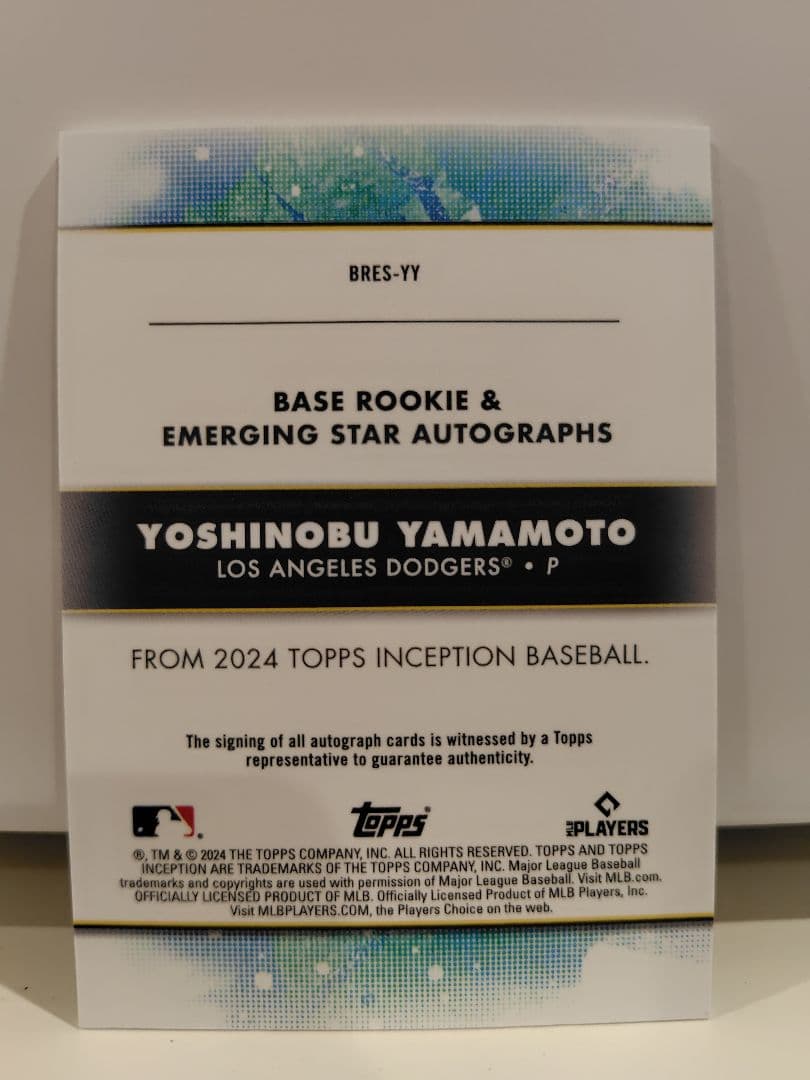 BRES-YY
BASE ROOKIE &
EMERGING STAR AUTOGRAPHS
YOSHINOBU YAMAMOTO
LOS ANGELES DODGERS® • P
FROM 2024 TOPPS INCEPTION BASEBALL.
The signing of all autograph cards is witnessed by a Topps
representative to guarantee authenticity.
topps®
MLB PLAYERS
®, TM & © 2024 THE TOPPS COMPANY, INC. ALL RIGHTS RESERVED. TOPPS AND TOPPS
INCEPTION ARE TRADEMARKS OF THE TOPPS COMPANY, INC. Major League Baseball
trademarks and copyrights are used with permission of Major League Baseball. Visit MLB.com.
OFFICIALLY LICENSED PRODUCT OF MLB. Officially Licensed Product of MLB Players, Inc.
Visit MLBPLAYERS.COM, the Players Choice on the web.